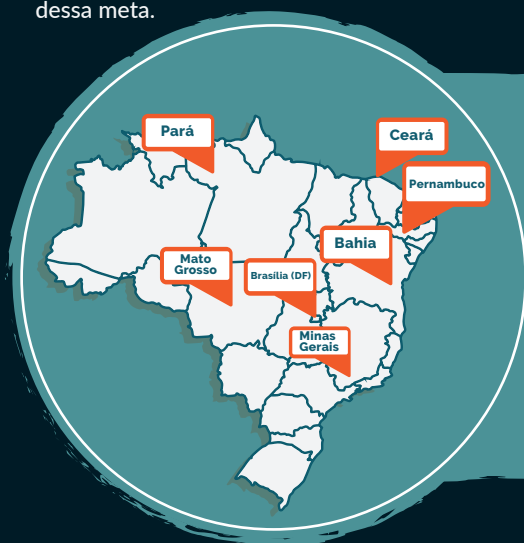 dessa meta.
Pará
Ceará
Pernambuco
Bahia
Mato
Grosso
Brasília (DF)
Minas
Gerais